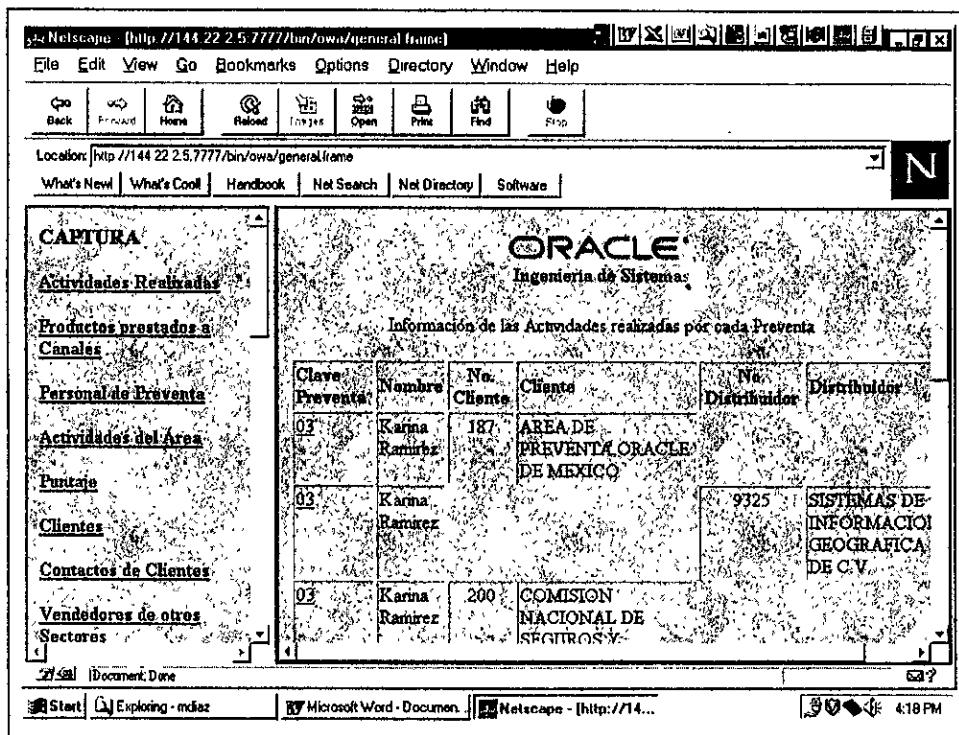 Netscape - [http://144 22 2.5:7777/bin/owa/general.frame]
File Edit View Go Bookmarks Options Directory Window Help
Back Forward Home Reload Images Open Print Find Stop
Location: http //144 22 2.5.7777/bin/owa/general.frame
What's New! What's Cool! Handbook Net Search Net Directory Software
N
CAPTURA
Actividades Realizadas
Productos prestados a
Canales
Personal de Preventa
Actividades del Área
Puntaje
Clientes
Contactos de Clientes
Vendedores de otros
Sectores
ORACLE
Ingeniería de Sistemas
Información de las Actividades realizadas por cada Preventa
Clave Preventa Nombre No. Cliente Cliente No. Distribuidor Distribuidor
03 Karina Ramirez 187 AREA DE PREVENTA ORACLE DE MEXICO
03 Karina Ramirez 9325 SISTEMAS DE INFORMACION GEOGRAFICA DE C.V.
03 Karina Ramirez 200 COMISION NACIONAL DE SEGUROS Y
Document: Done
Start Exploring - mdiaz Microsoft Word - Documen.. Netscape - [http://14... 4:18 PM